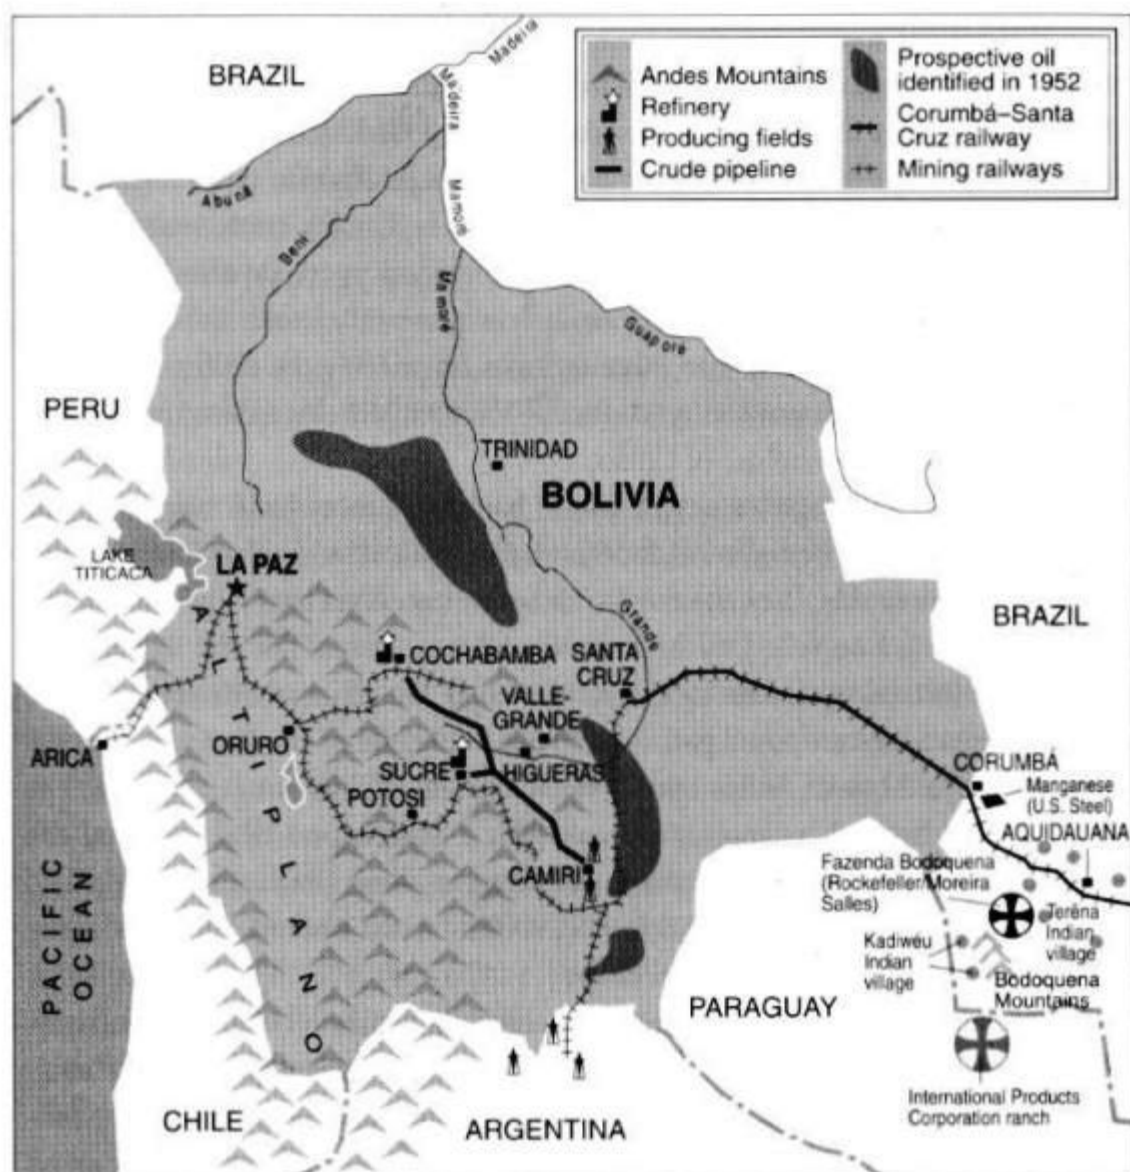 Andes Mountains
Refinery
Producing fields
Crude pipeline
Prospective oil
identified in 1952
Corumbá–Santa
Cruz railway
Mining railways
BRAZIL
Madeira
Madeira
Abuná
Beni
Mamoré
Mamoré
Guaporé
PERU
TRINIDAD
BOLIVIA
LAKE
TITICACA
LA PAZ
ALTIPLANO
Grande
BRAZIL
COCHABAMBA
SANTA
CRUZ
VALLE-
GRANDE
ARICA
ORURO
SUCRE
HIGUERAS
POTOSI
CORUMBÁ
Manganese
(U.S. Steel)
AQUIDAUANA
CAMIRI
Fazenda Bodoquena
(Rockefeller/Moreira
Salles)
Terêna
Indian
village
Kadiwéu
Indian
village
Bodoquena
Mountains
PACIFIC
OCEAN
PARAGUAY
International Products
Corporation ranch
CHILE
ARGENTINA